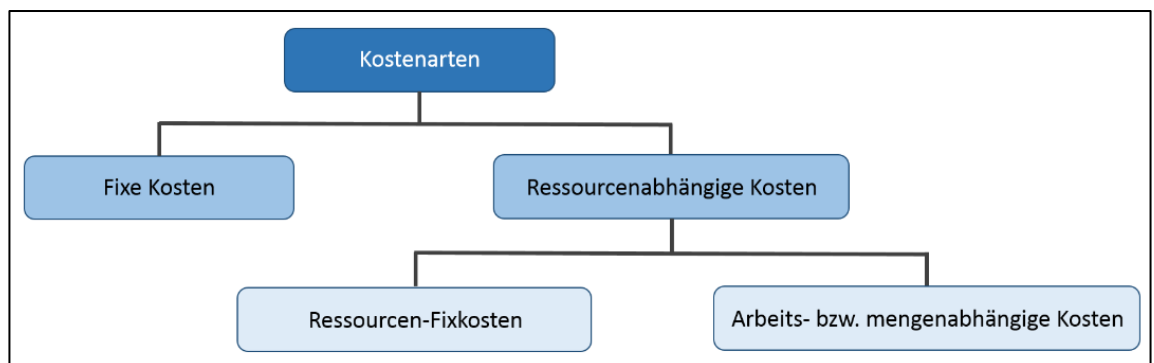 Kostenarten
Fixe Kosten
Ressourcenabhängige Kosten
Ressourcen-Fixkosten
Arbeits- bzw. mengenabhängige Kosten